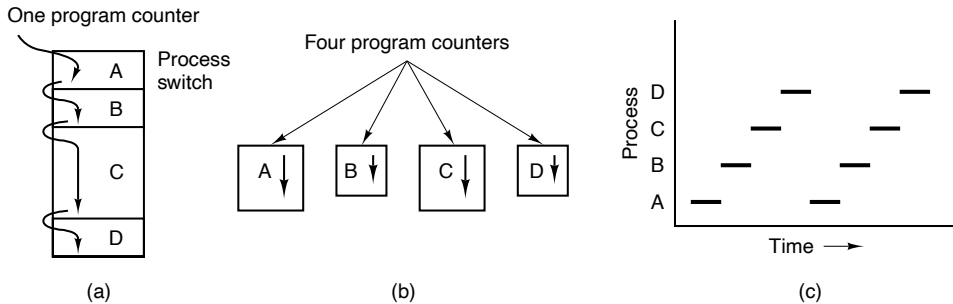 One program counter
Process
switch
A
B
C
D
(a)
Four program counters
A
B
C
D
(b)
Process
D
C
B
A
Time
(c)